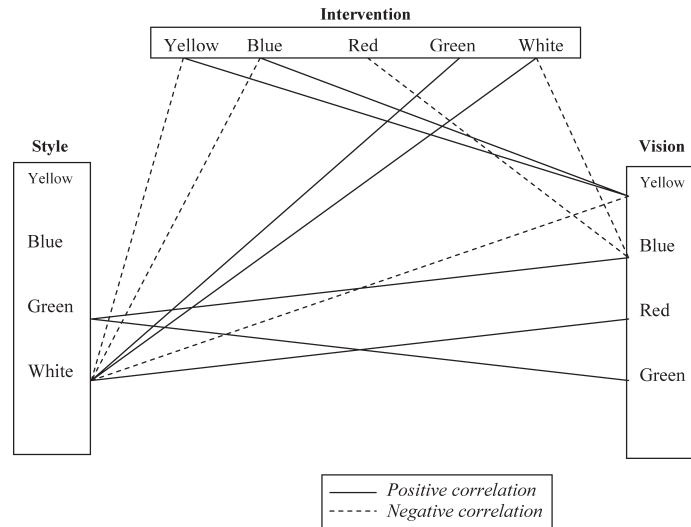 Intervention
Yellow Blue Red Green White
Style
Yellow
Blue
Green
White
Vision
Yellow
Blue
Red
Green
Positive correlation
Negative correlation